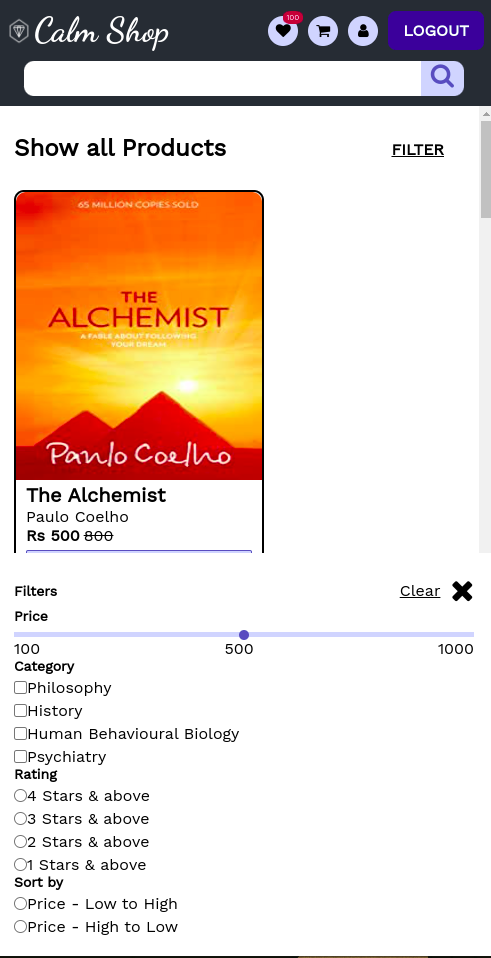 Calm Shop
100
LOGOUT
Show all Products
FILTER
65 MILLION COPIES SOLD
THE
ALCHEMIST
A FABLE ABOUT FOLLOWING
YOUR DREAM
Paulo Coelho
The Alchemist
Paulo Coelho
Rs 500 800
Filters
Clear
Price
100 500 1000
Category
Philosophy
History
Human Behavioural Biology
Psychiatry
Rating
4 Stars & above
3 Stars & above
2 Stars & above
1 Stars & above
Sort by
Price - Low to High
Price - High to Low